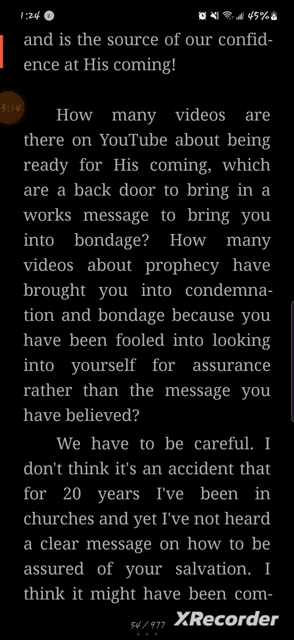 1:24
45%
and is the source of our confid-
ence at His coming!
3:14
How many videos are
there on YouTube about being
ready for His coming, which
are a back door to bring in a
works message to bring you
into bondage? How many
videos about prophecy have
brought you into condemna-
tion and bondage because you
have been fooled into looking
into yourself for assurance
rather than the message you
have believed?
We have to be careful. I
don't think it's an accident that
for 20 years I've been in
churches and yet I've not heard
a clear message on how to be
assured of your salvation. I
think it might have been com-
54 / 977
XRecorder